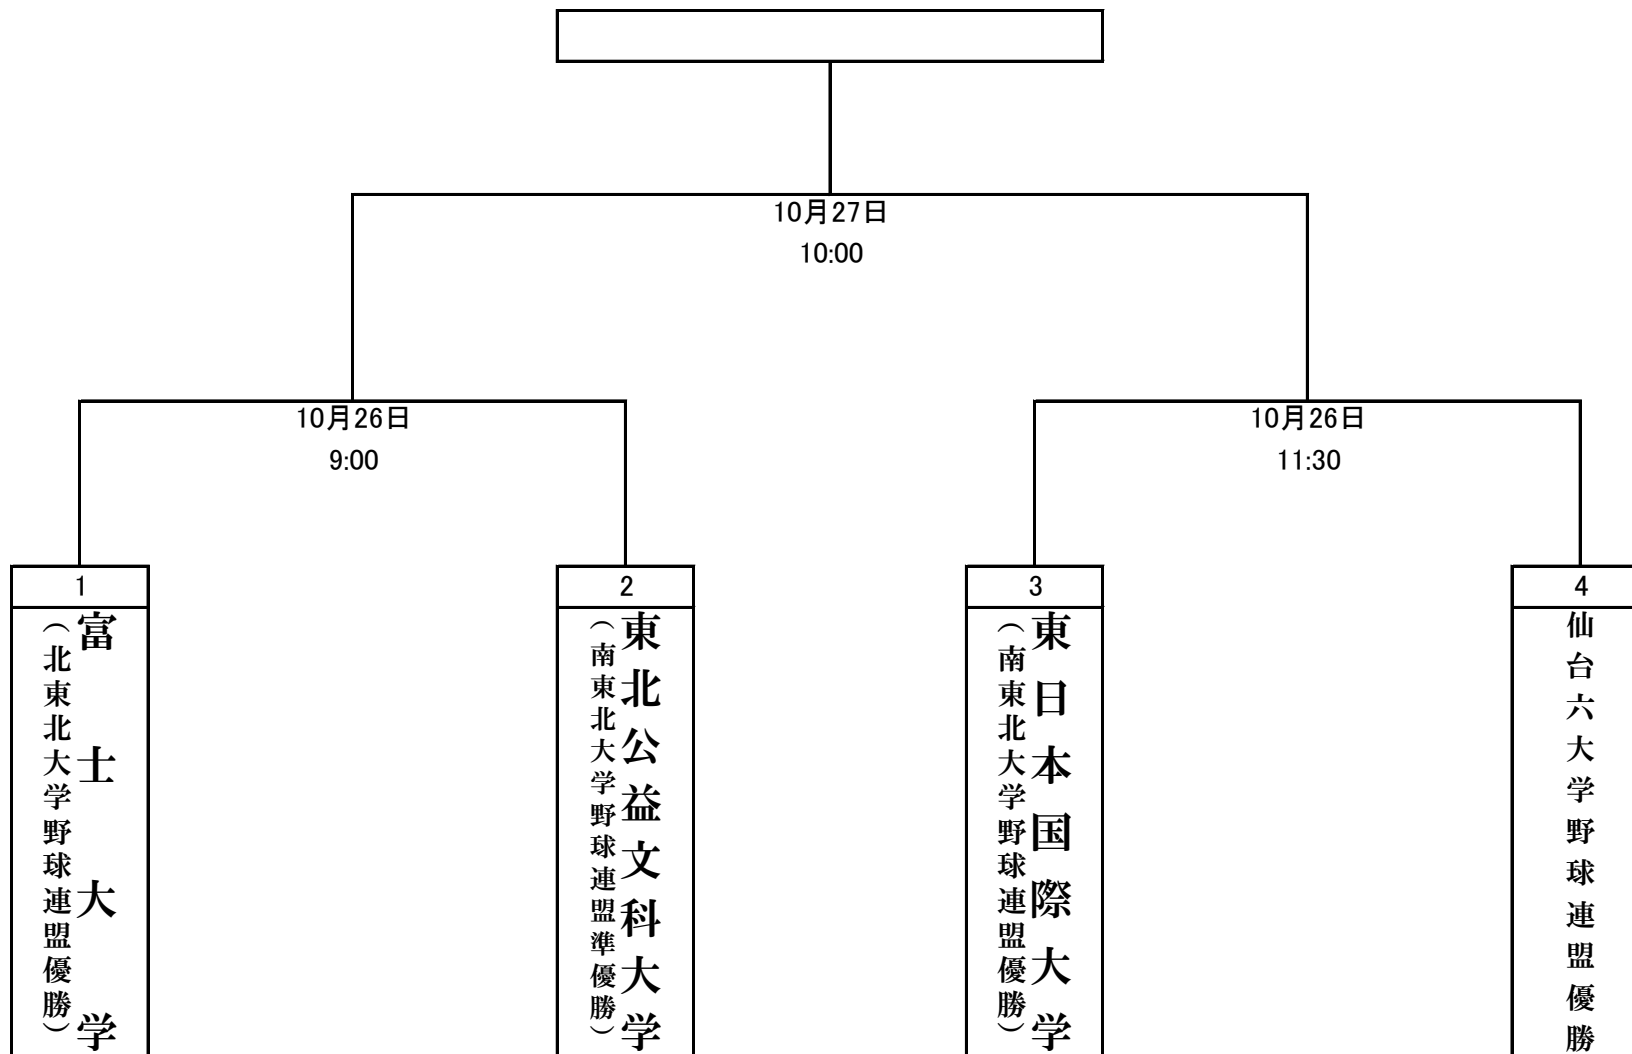 10月27日
10:00
10月26日
9:00
10月26日
11:30
1
富士大学
（北東北大学野球連盟優勝）
2
東北公益文科大学
（南東北大学野球連盟準優勝）
3
東日本国際大学
（南東北大学野球連盟優勝）
4
仙台六大学野球連盟優勝